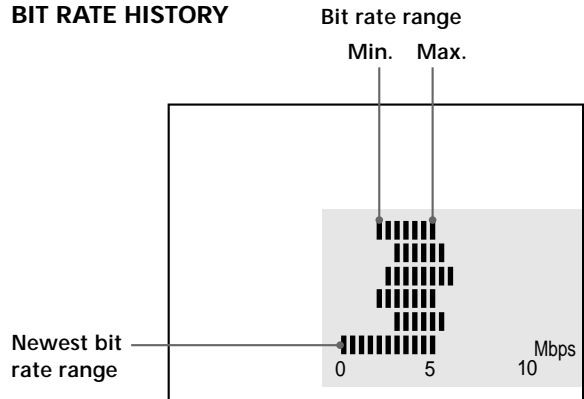 BIT RATE HISTORY
Bit rate range
Min. Max.
Newest bit
rate range
Mbps
0 5 10